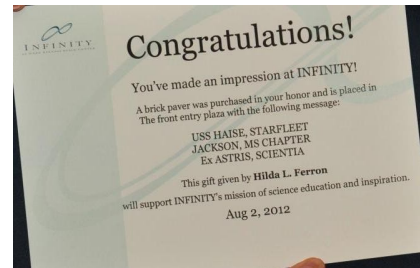 INFINITY
Congratulations!
You've made an impression at INFINITY!
A brick paver was purchased in your honor and is placed in
The front entry plaza with the following message:
USS HAISE, STARFLEET
JACKSON, MS CHAPTER
Ex ASTRIS, SCIENTIA
This gift given by Hilda L. Ferron
will support INFINITY's mission of science education and inspiration.
Aug 2, 2012